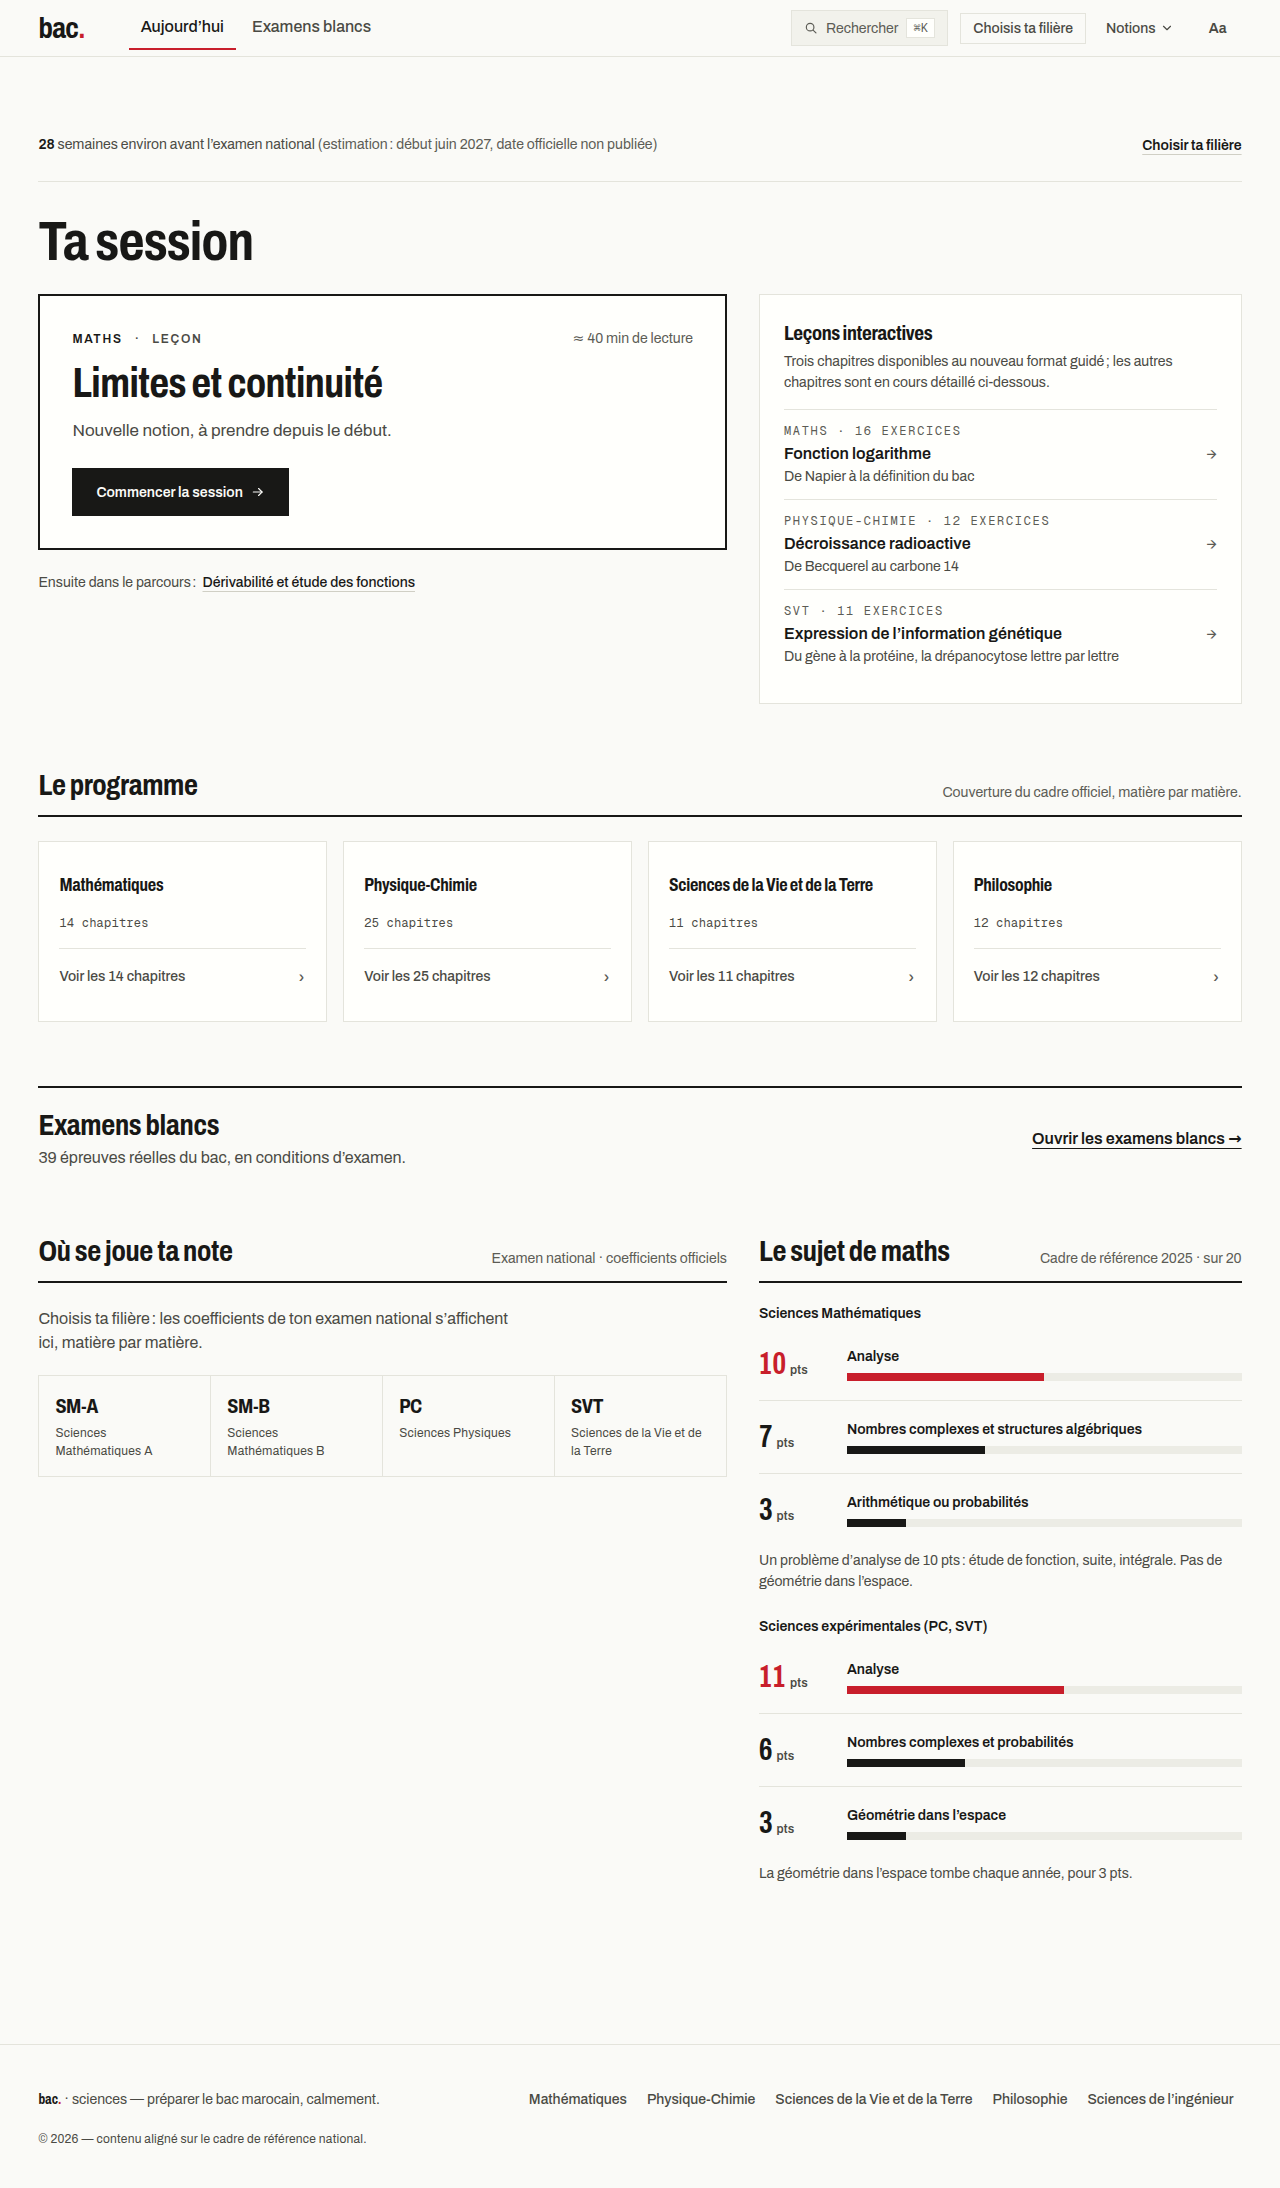 bac.
Aujourd’hui
Examens blancs
Rechercher ⌘K
Choisis ta filière
Notions
Aa
28 semaines environ avant l’examen national (estimation : début juin 2027, date officielle non publiée)
Choisir ta filière
Ta session
MATHS · LEÇON
≈ 40 min de lecture
Limites et continuité
Nouvelle notion, à prendre depuis le début.
Commencer la session →
Ensuite dans le parcours : Dérivabilité et étude des fonctions
Leçons interactives
Trois chapitres disponibles au nouveau format guidé ; les autres
chapitres sont en cours détaillé ci-dessous.
MATHS · 16 EXERCICES
Fonction logarithme →
De Napier à la définition du bac
PHYSIQUE-CHIMIE · 12 EXERCICES
Décroissance radioactive →
De Becquerel au carbone 14
SVT · 11 EXERCICES
Expression de l’information génétique →
Du gène à la protéine, la drépanocytose lettre par lettre
Le programme
Couverture du cadre officiel, matière par matière.
Mathématiques
14 chapitres
Voir les 14 chapitres ›
Physique-Chimie
25 chapitres
Voir les 25 chapitres ›
Sciences de la Vie et de la Terre
11 chapitres
Voir les 11 chapitres ›
Philosophie
12 chapitres
Voir les 12 chapitres ›
Examens blancs
39 épreuves réelles du bac, en conditions d’examen.
Ouvrir les examens blancs →
Où se joue ta note
Examen national · coefficients officiels
Choisis ta filière : les coefficients de ton examen national s’affichent
ici, matière par matière.
SM-A
Sciences
Mathématiques A
SM-B
Sciences
Mathématiques B
PC
Sciences Physiques
SVT
Sciences de la Vie et de
la Terre
Le sujet de maths
Cadre de référence 2025 · sur 20
Sciences Mathématiques
10 pts
Analyse
7 pts
Nombres complexes et structures algébriques
3 pts
Arithmétique ou probabilités
Un problème d’analyse de 10 pts : étude de fonction, suite, intégrale. Pas de
géométrie dans l’espace.
Sciences expérimentales (PC, SVT)
11 pts
Analyse
6 pts
Nombres complexes et probabilités
3 pts
Géométrie dans l’espace
La géométrie dans l’espace tombe chaque année, pour 3 pts.
bac. · sciences — préparer le bac marocain, calmement.
Mathématiques
Physique-Chimie
Sciences de la Vie et de la Terre
Philosophie
Sciences de l’ingénieur
© 2026 — contenu aligné sur le cadre de référence national.